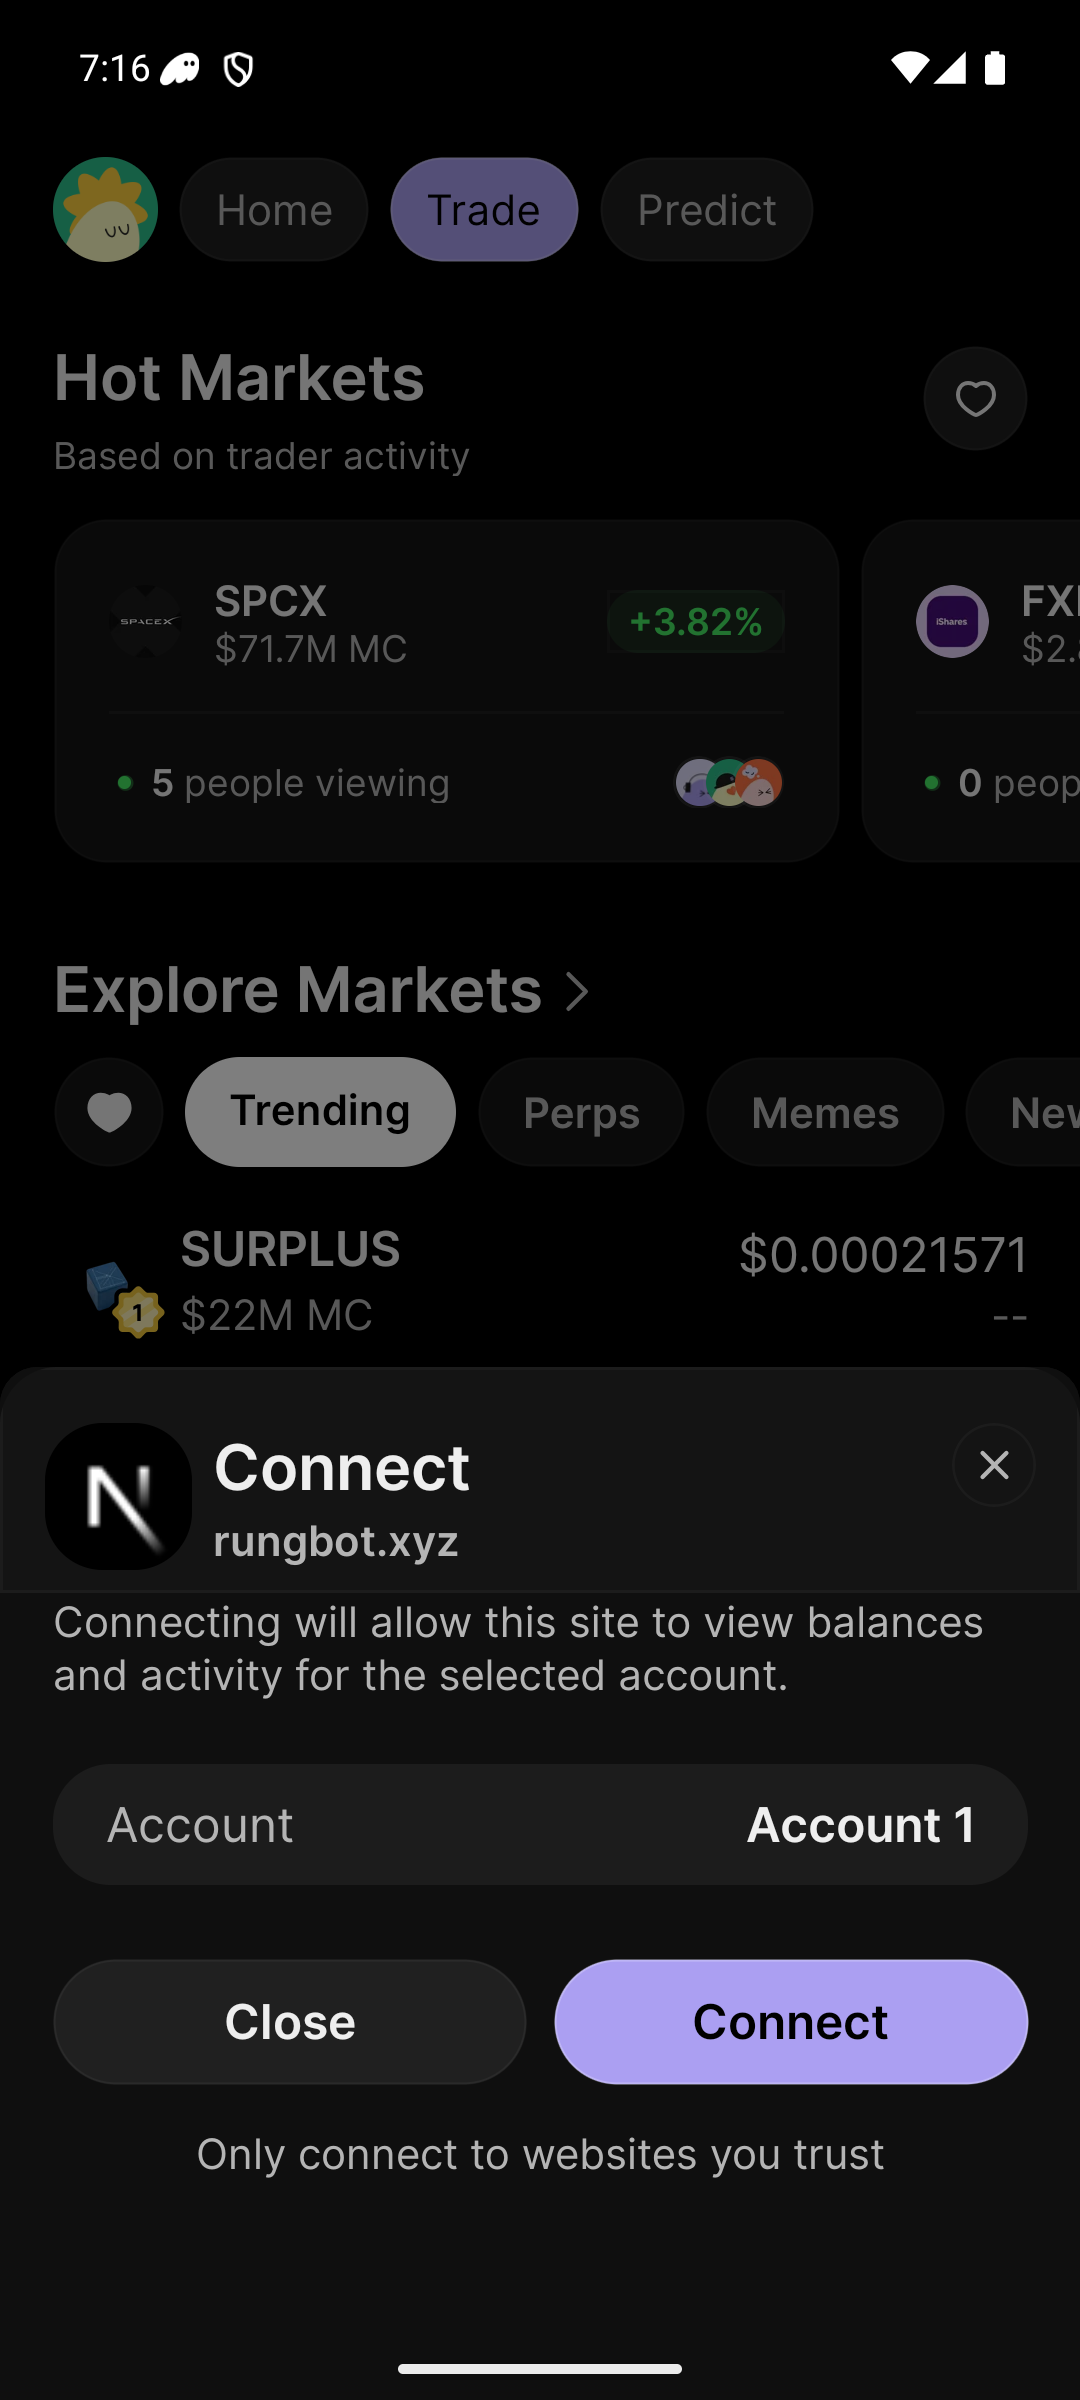 7:16
Home
Trade
Predict
Hot Markets
Based on trader activity
SPACEX
SPCX
$71.7M MC
+3.82%
5 people viewing
iShares
0
Explore Markets
Trending
Perps
Memes
SURPLUS
$0.00021571
1
$22M MC
--
Connect
rungbot.xyz
Connecting will allow this site to view balances
and activity for the selected account.
Account
Account 1
Close
Connect
Only connect to websites you trust